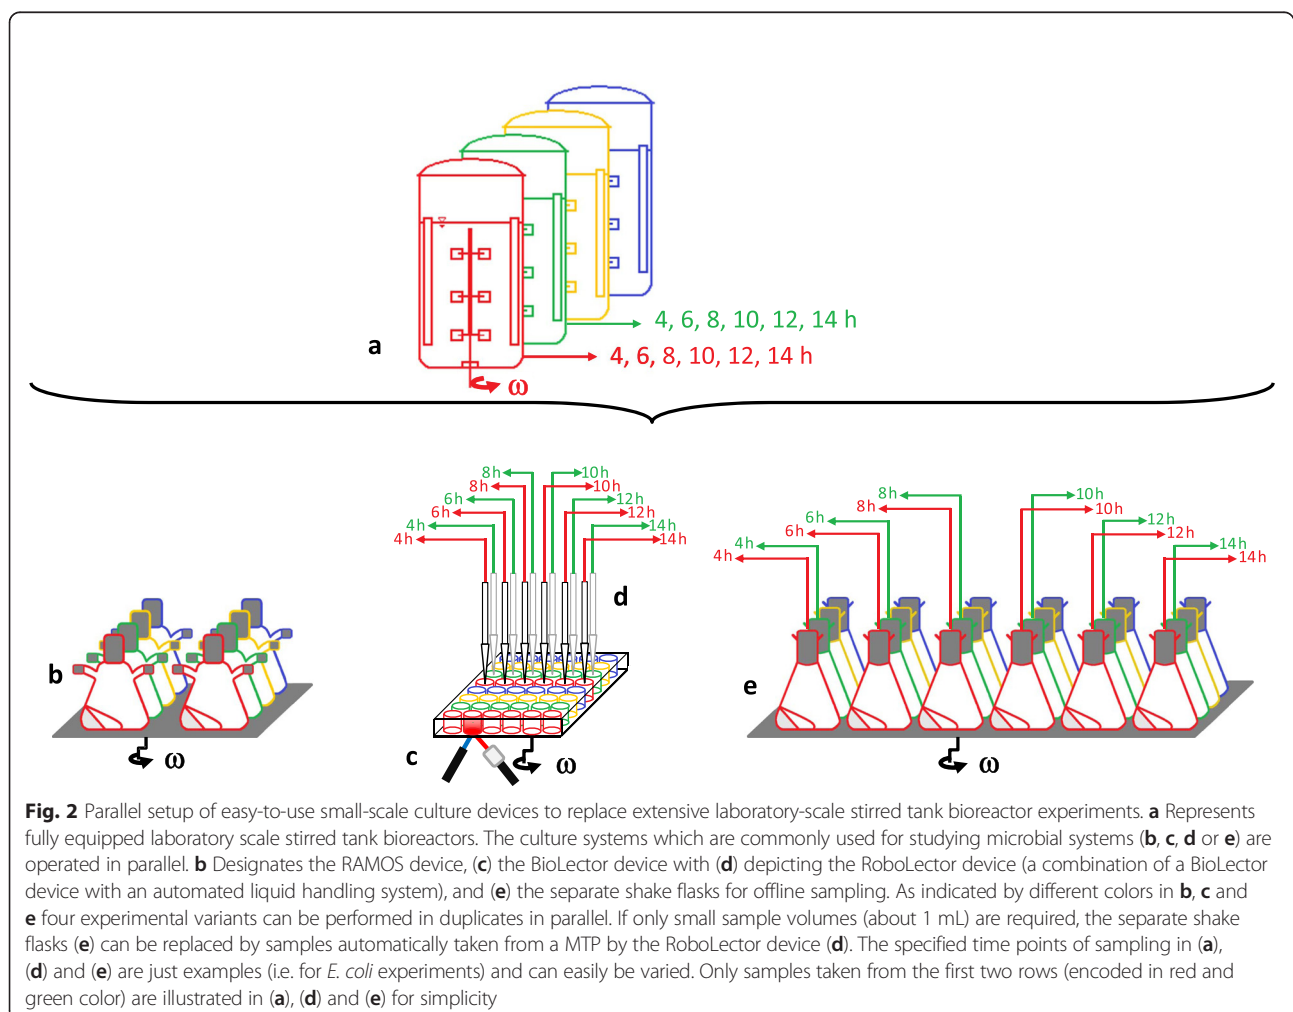 4, 6, 8, 10, 12, 14 h
a
4, 6, 8, 10, 12, 14 h
ω
8h 10h
8h 10h
6h 12h
6h 12h
4h 14h
4h 14h
d
8h 10h
8h 10h
6h 12h
6h 12h
4h 14h
4h 14h
b
c
e
ω
ω
ω
Fig. 2 Parallel setup of easy-to-use small-scale culture devices to replace extensive laboratory-scale stirred tank bioreactor experiments. a Represents
fully equipped laboratory scale stirred tank bioreactors. The culture systems which are commonly used for studying microbial systems (b, c, d or e) are
operated in parallel. b Designates the RAMOS device, (c) the BioLector device with (d) depicting the RoboLector device (a combination of a BioLector
device with an automated liquid handling system), and (e) the separate shake flasks for offline sampling. As indicated by different colors in b, c and
e four experimental variants can be performed in duplicates in parallel. If only small sample volumes (about 1 mL) are required, the separate shake
flasks (e) can be replaced by samples automatically taken from a MTP by the RoboLector device (d). The specified time points of sampling in (a),
(d) and (e) are just examples (i.e. for E. coli experiments) and can easily be varied. Only samples taken from the first two rows (encoded in red and
green color) are illustrated in (a), (d) and (e) for simplicity